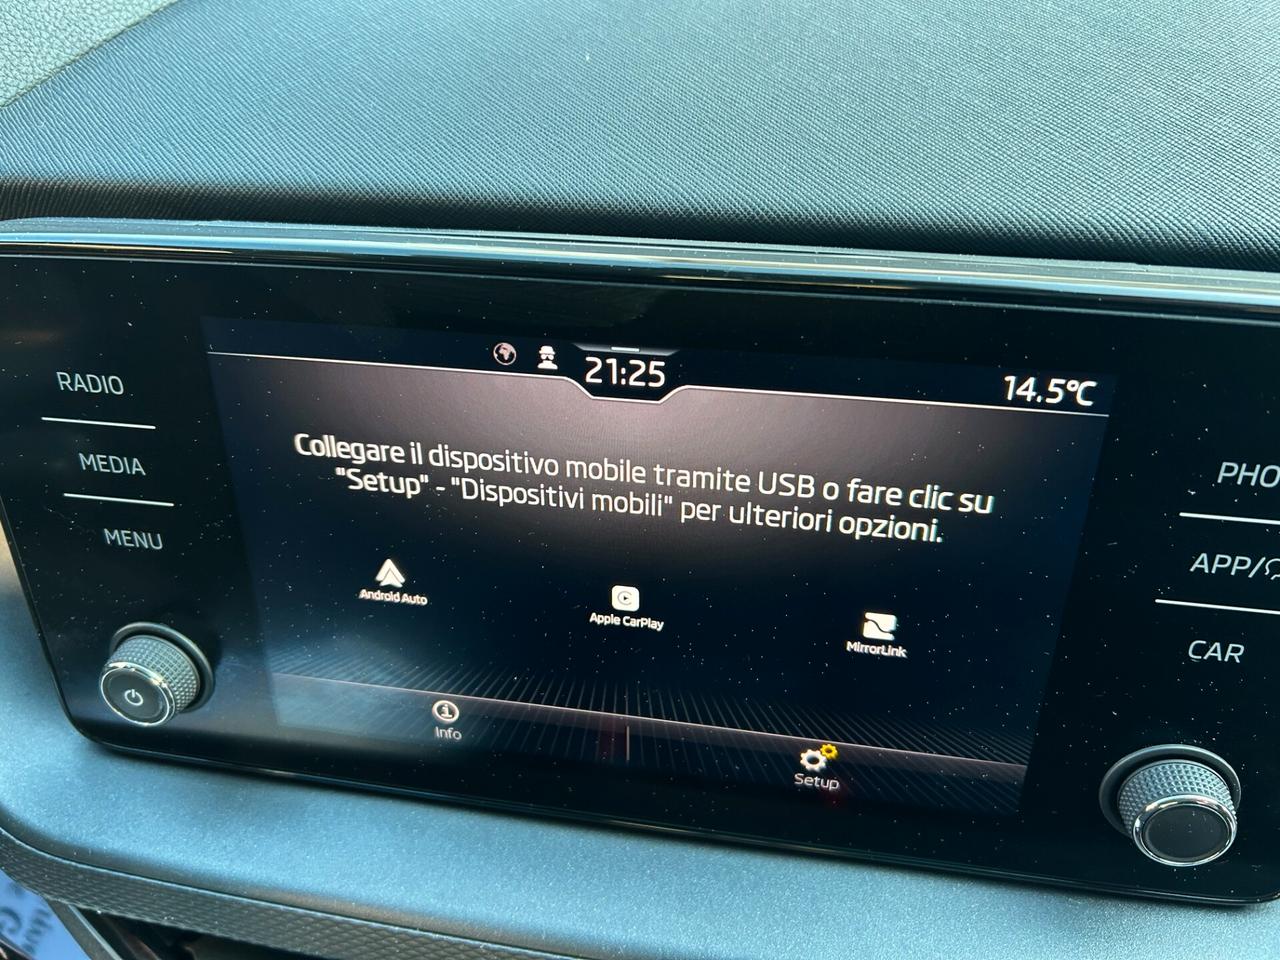 21:25
14.5°C
RADIO
MEDIA
MENU
Collegare il dispositivo mobile tramite USB o fare clic su
"Setup" - "Dispositivi mobili" per ulteriori opzioni.
Android Auto
Apple CarPlay
MirrorLink
Info
Setup
PHO
APP/
CAR